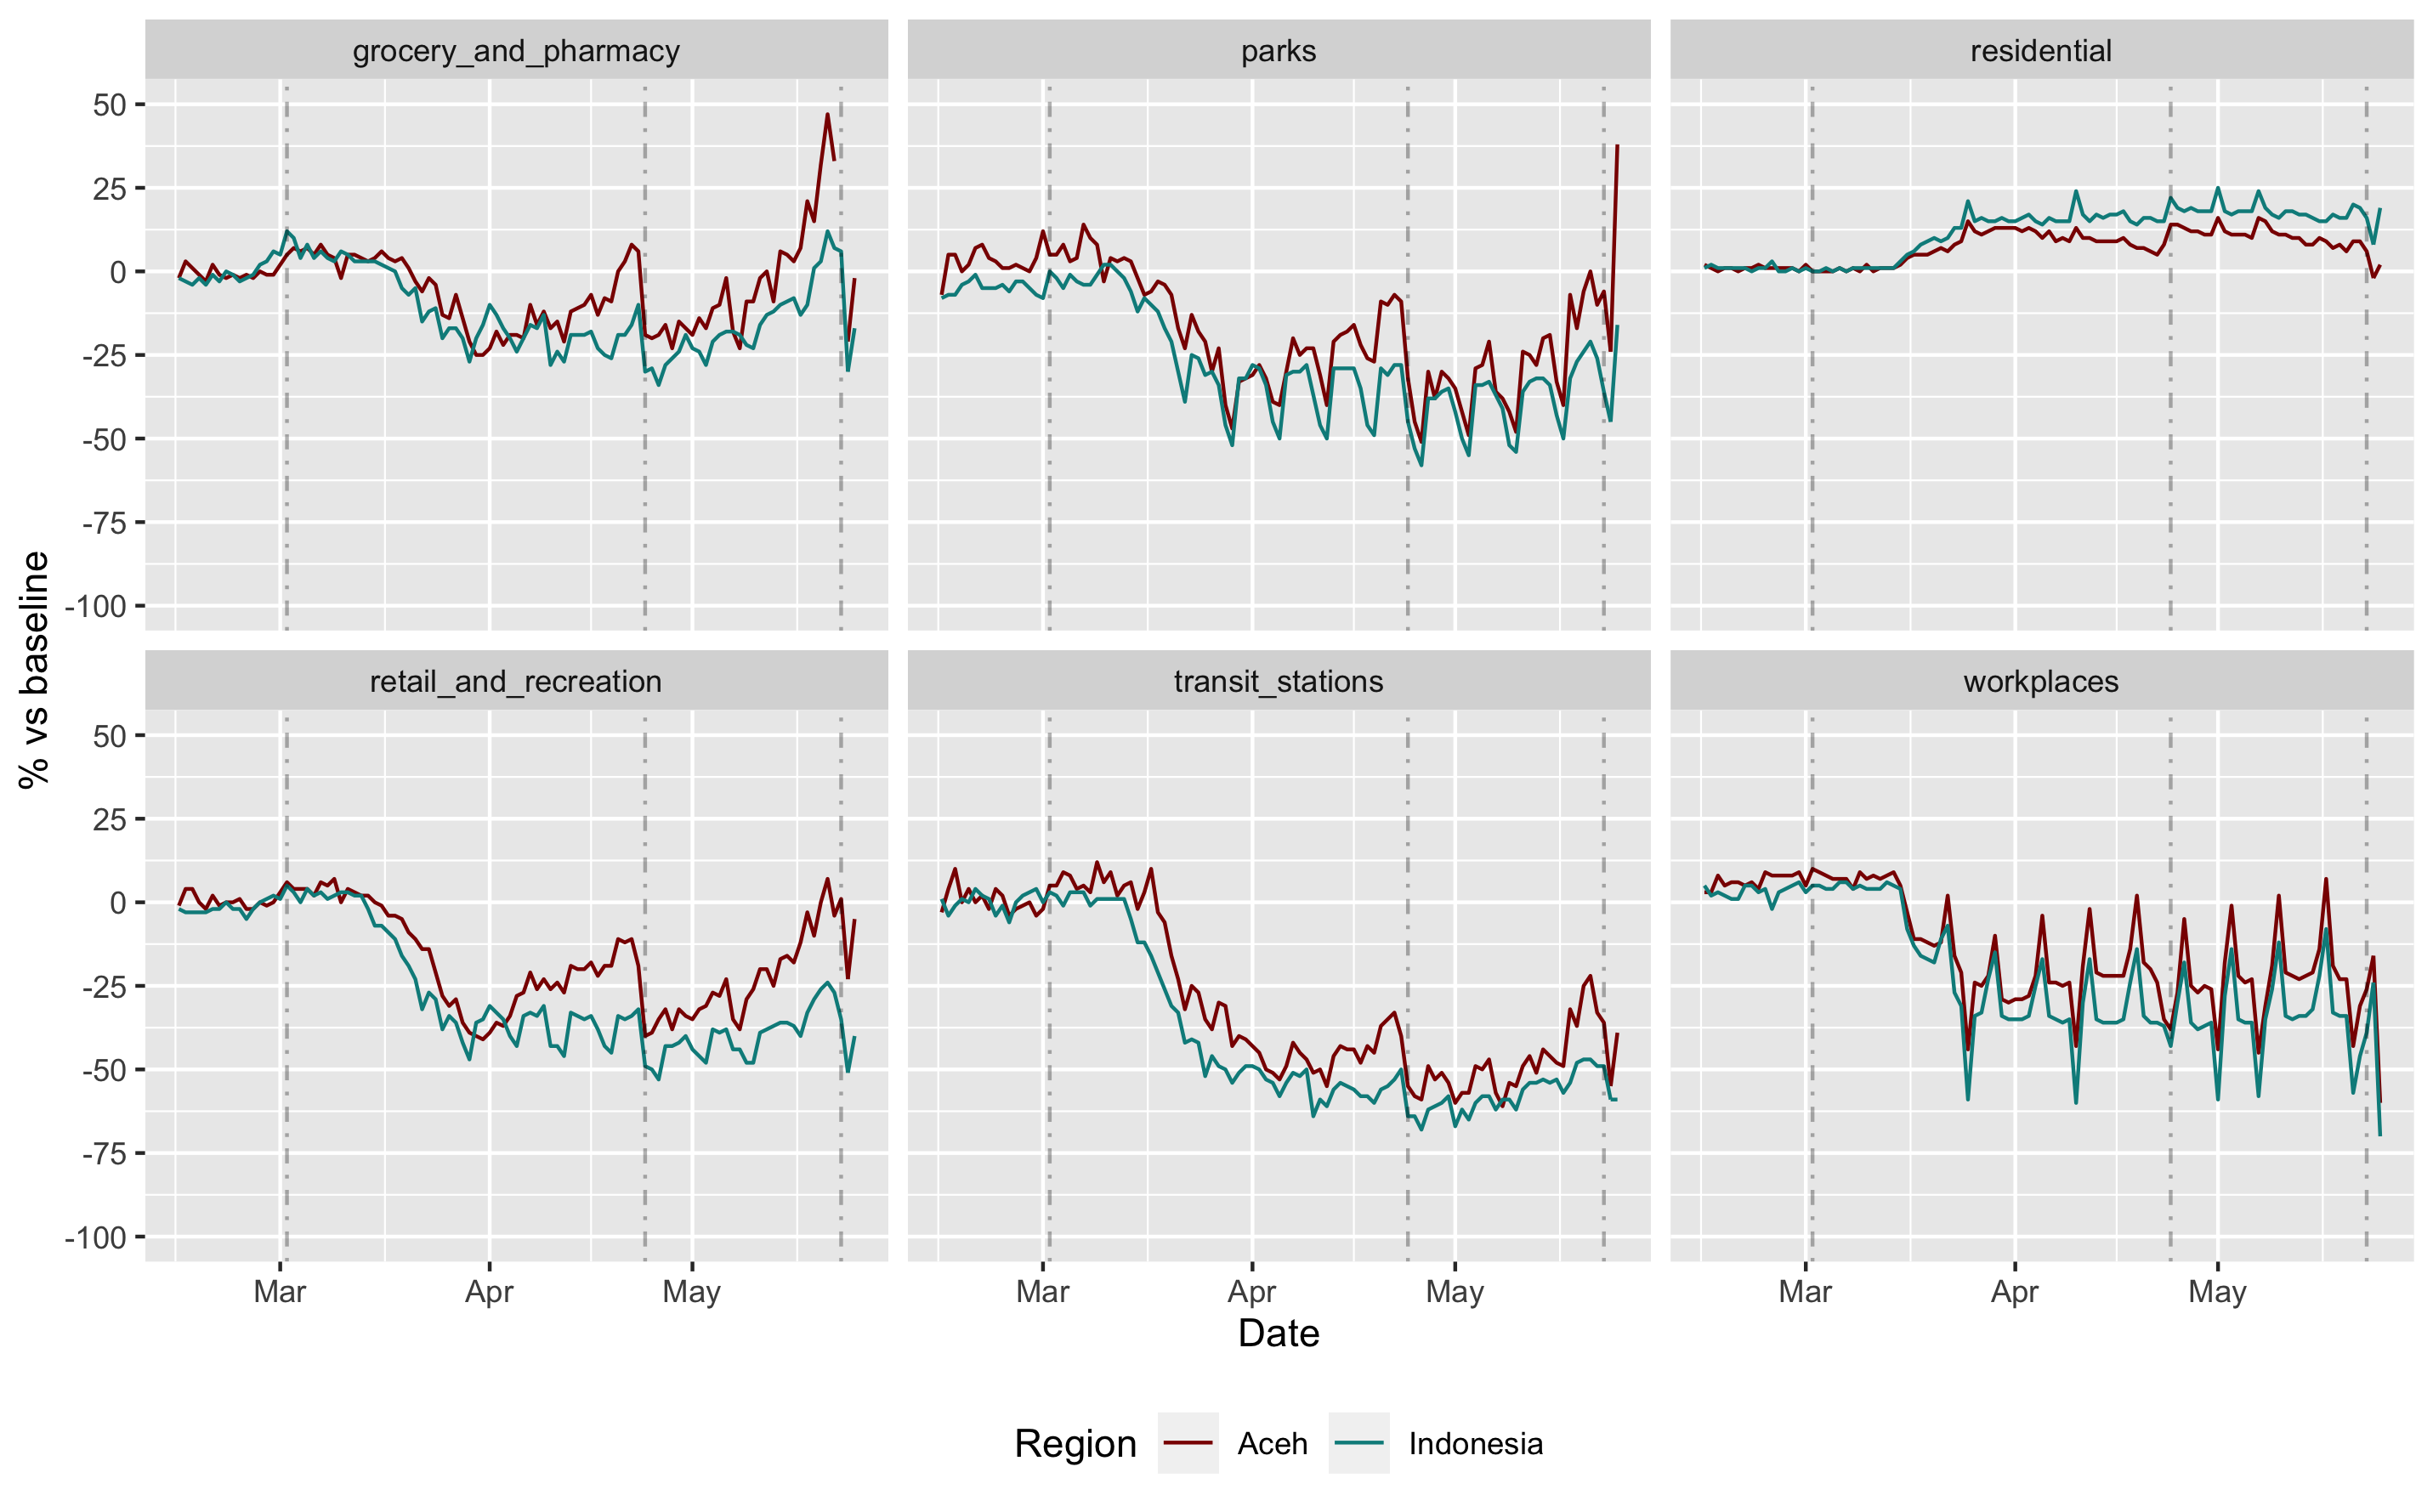 grocery_and_pharmacy
parks
residential
50
25
0
-25
-50
-75
-100
% vs baseline
retail_and_recreation
transit_stations
workplaces
50
25
0
-25
-50
-75
-100
Mar Apr May
Mar Apr May
Mar Apr May
Date
Region Aceh Indonesia